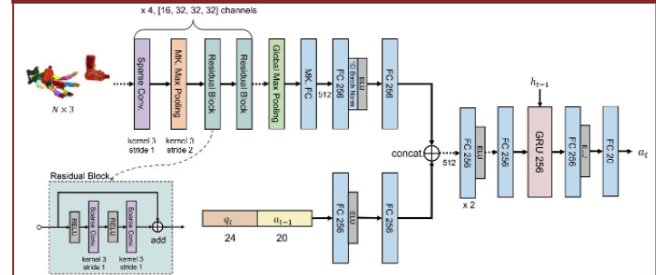 x 4, [16, 32, 32, 32] channels
N × 3
Sparse Conv.
MK. Max Pooling
Residual Block
Residual Block
Global Max Pooling
MK. FC
512
FC 256
1D Batch Norm
ELU
FC 256
kernel 3
stride 1
kernel 3
stride 2
concat.
512
FC 256
ELU
x 2
FC 256
h_{t-1}
GRU 256
FC 256
ELU
FC 20
a_t
Residual Block
RELU
Sparse Conv.
RELU
Sparse Conv.
add
kernel 3
stride 1
kernel 3
stride 1
q_t
a_{t-1}
24
20
FC 256
ELU
FC 256